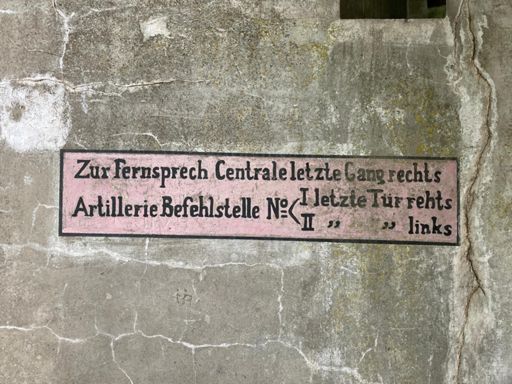 Zur Fernsprech Centrale letzte Gang rechts
Artillerie Befehlstelle No I letzte Tür rehts
II „ „ links